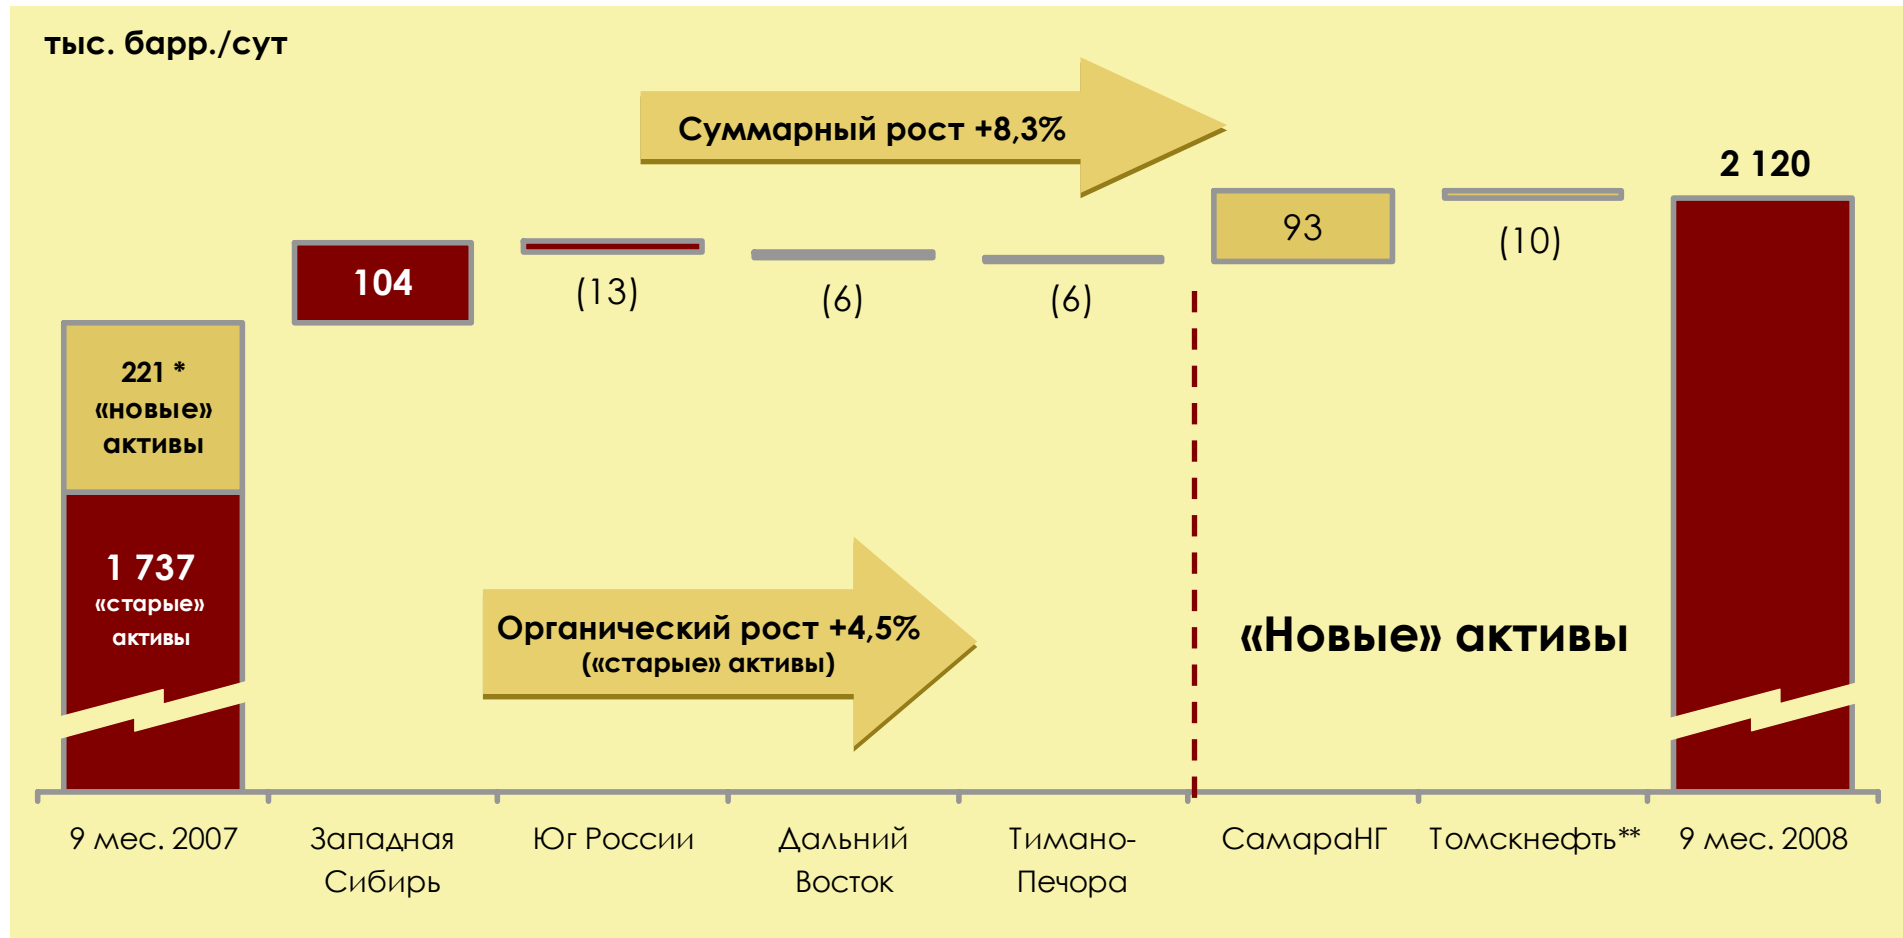 тыс. барр./сут
Суммарный рост +8,3%
2 120
93
(10)
104
(13)
(6)
(6)
221 *
«новые»
активы
1 737
«старые»
активы
Органический рост +4,5%
(«старые» активы)
«Новые» активы
9 мес. 2007
Западная
Сибирь
Юг России
Дальний
Восток
Тимано-
Печора
СамараНГ
Томскнефть**
9 мес. 2008